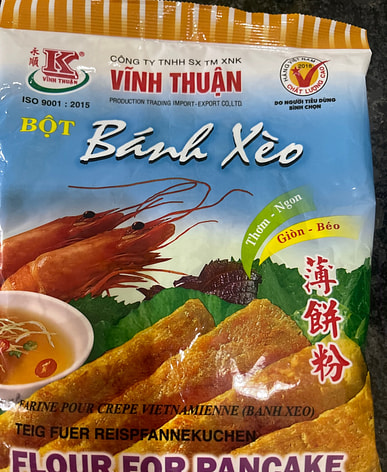 永順
K
VĨNH THUẬN
ISO 9001 : 2015
CÔNG TY TNHH SX TM XNK
VĨNH THUẬN
PRODUCTION TRADING IMPORT-EXPORT CO.,LTD.
HÀNG VIỆT NAM
2018
CHẤT LƯỢNG CAO
DO NGƯỜI TIÊU DÙNG
BÌNH CHỌN
BỘT
Bánh Xèo
Thơm - Ngon
Giòn - Béo
薄餅粉
FARINE POUR CREPE VIETNAMIENNE (BANH XEO)
TEIG FUER REISPFANNEKUCHEN
FLOUR FOR PANCAKE